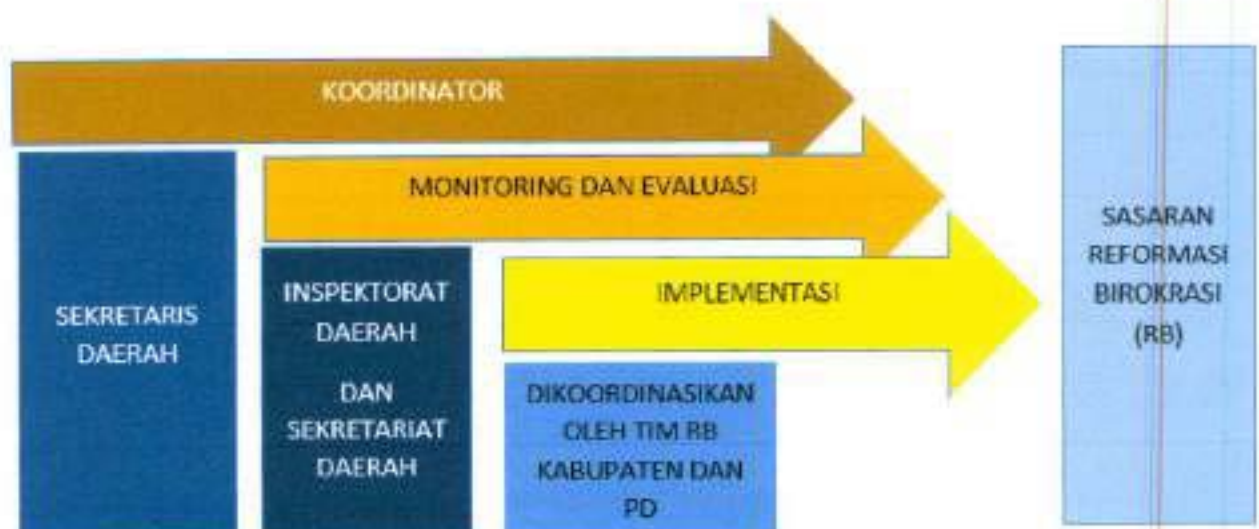 KOORDINATOR
MONITORING DAN EVALUASI
IMPLEMENTASI
SEKRETARIS
DAERAH
INSPEKTORAT
DAERAH
DAN
SEKRETARIAT
DAERAH
DIKOORDINASIKAN
OLEH TIM RB
KABUPATEN DAN
PD
SASARAN
REFORMASI
BIROKRASI
(RB)